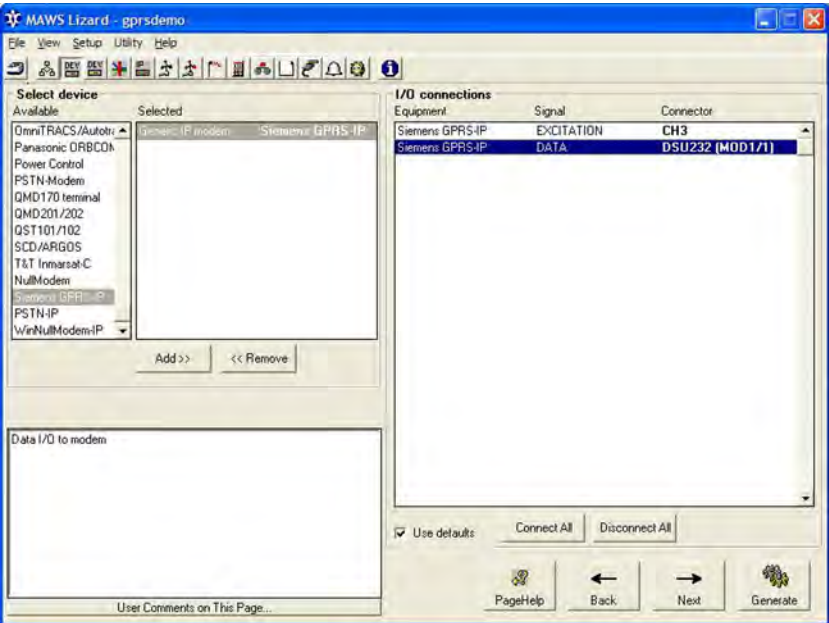 MAWS Lizard - gprsdemo
File View Setup Utility Help
DEV DEV
Select device
Available Selected
OmniTRACS/Autotra Generic IP modem Siemens GPRS-IP
Panasonic ORBCOM
Power Control
PSTN-Modem
QMD170 terminal
QMD201/202
QST101/102
SCD/ARGOS
T&T Inmarsat-C
NullModem
Siemens GPRS-IP
PSTN-IP
WinNullModem-IP
Add >> << Remove
Data I/O to modem
User Comments on This Page...
I/O connections
Equipment Signal Connector
Siemens GPRS-IP EXCITATION CH3
Siemens GPRS-IP DATA DSU232 (MOD1/1)
Use defaults Connect All Disconnect All
PageHelp Back Next Generate